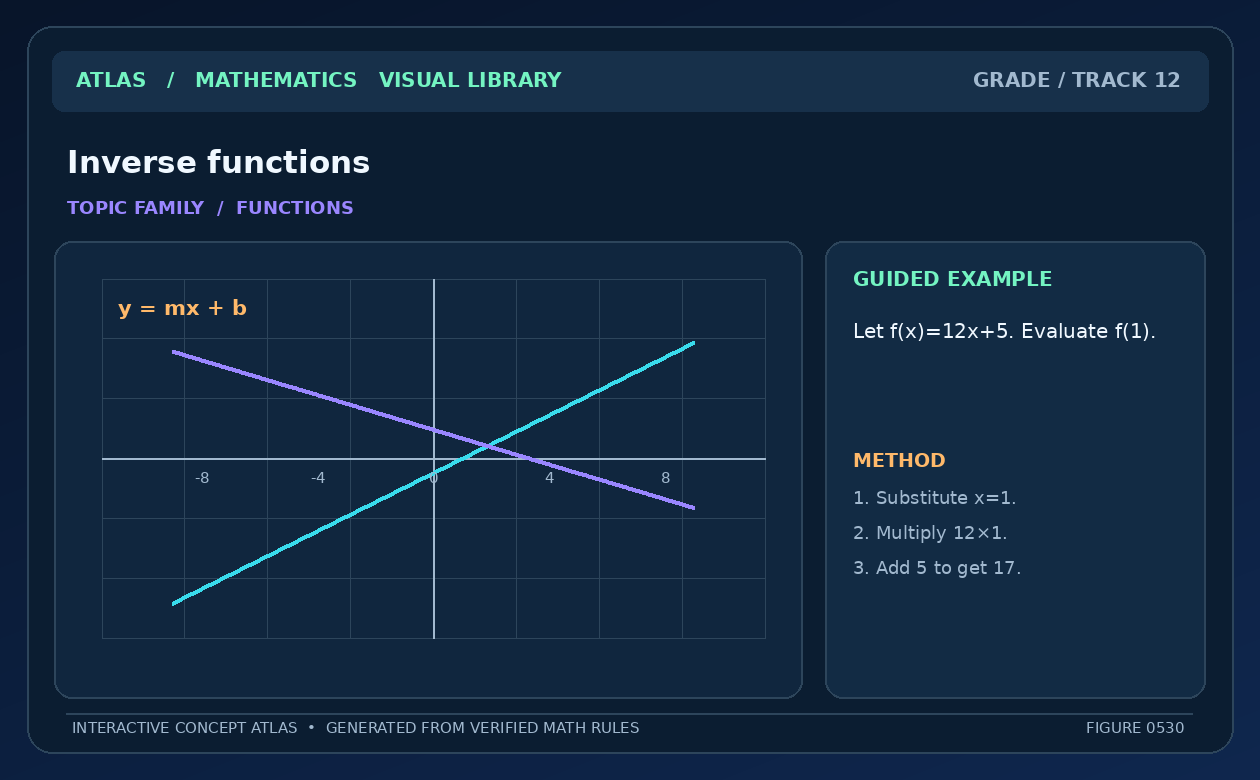 ATLAS / MATHEMATICS VISUAL LIBRARY
GRADE / TRACK 12
Inverse functions
TOPIC FAMILY / FUNCTIONS
y = mx + b
-8 -4 0 4 8
GUIDED EXAMPLE
Let f(x)=12x+5. Evaluate f(1).
METHOD
1. Substitute x=1.
2. Multiply 12×1.
3. Add 5 to get 17.
INTERACTIVE CONCEPT ATLAS • GENERATED FROM VERIFIED MATH RULES
FIGURE 0530